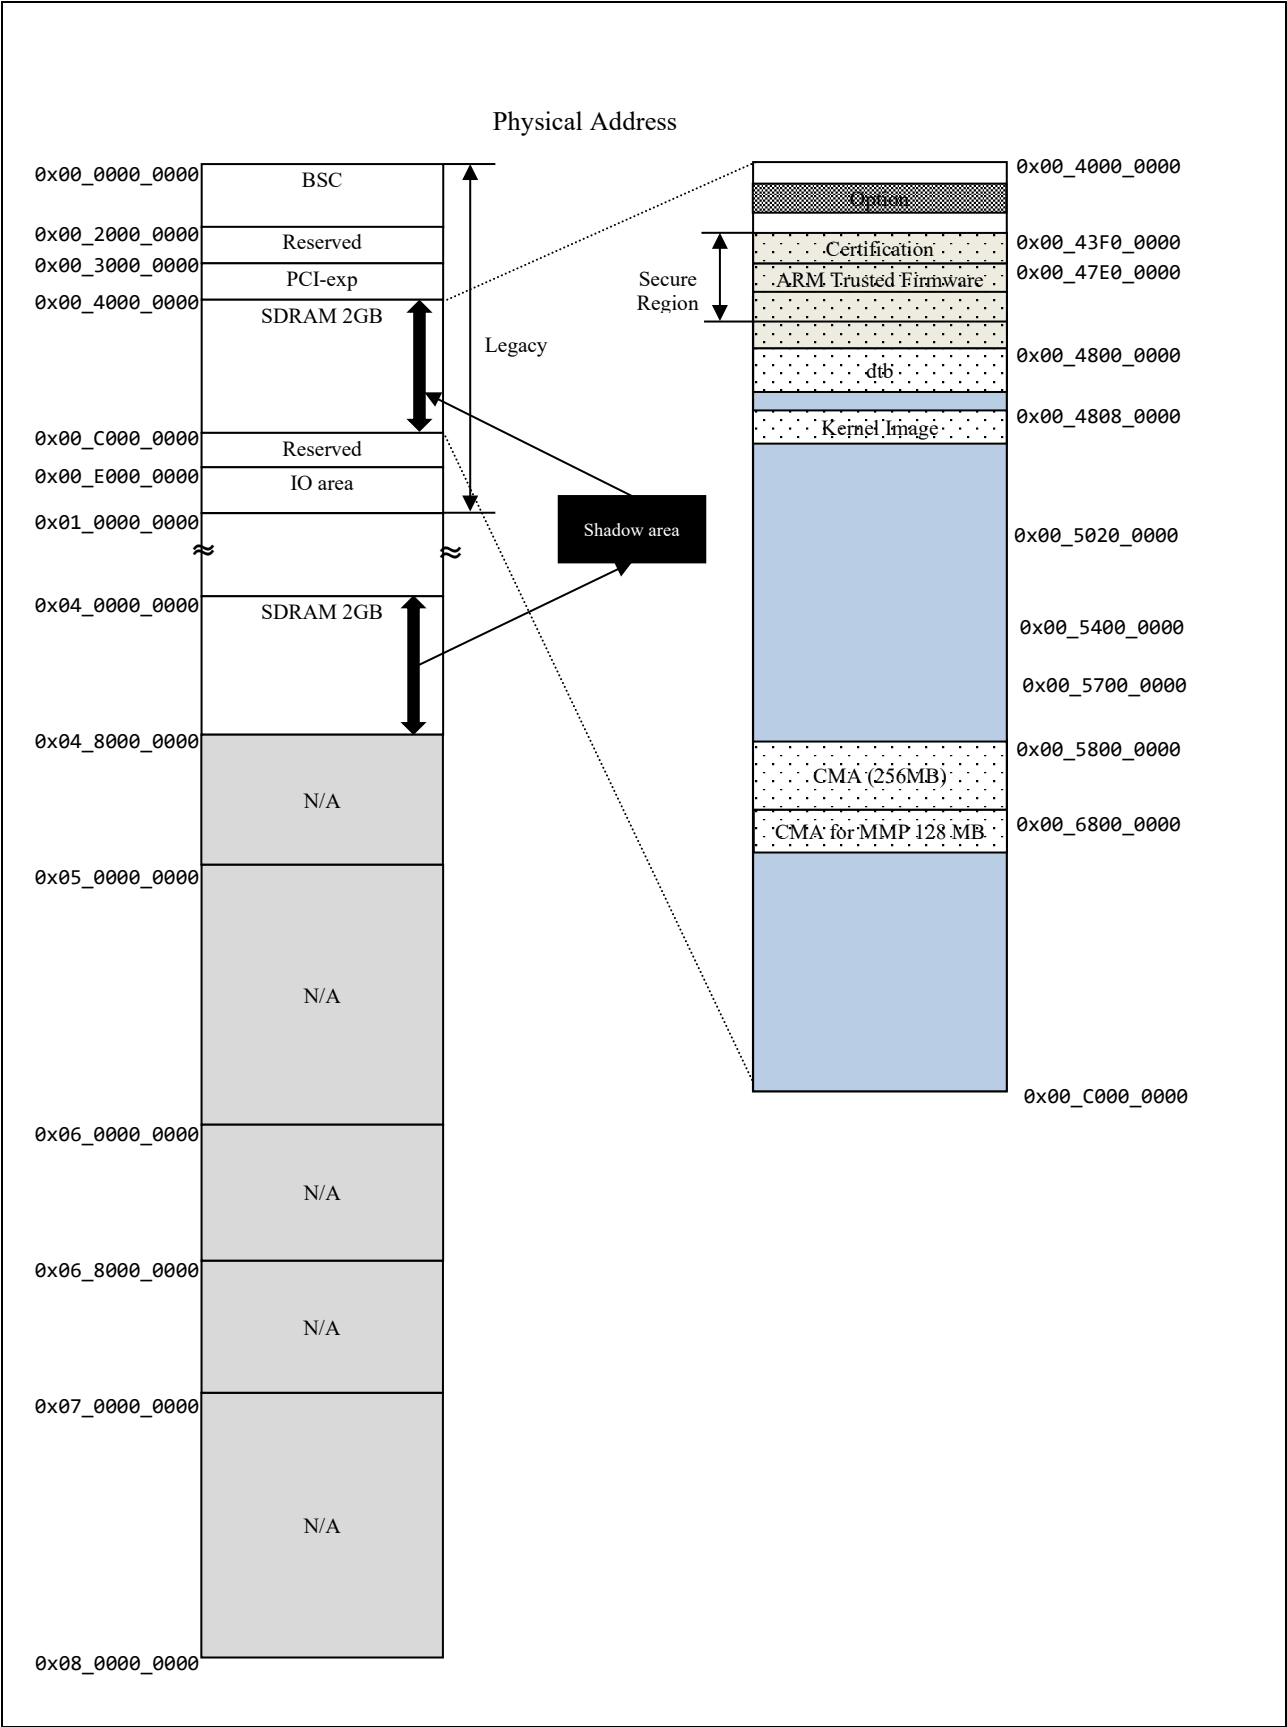 Physical Address
0x00_0000_0000
BSC
0x00_2000_0000
Reserved
0x00_3000_0000
PCI-exp
0x00_4000_0000
SDRAM 2GB
Legacy
0x00_C000_0000
Reserved
0x00_E000_0000
IO area
0x01_0000_0000
≈
≈
0x04_0000_0000
SDRAM 2GB
0x04_8000_0000
N/A
0x05_0000_0000
N/A
0x06_0000_0000
N/A
0x06_8000_0000
N/A
0x07_0000_0000
N/A
0x08_0000_0000
Shadow area
0x00_4000_0000
Option
Secure
Region
Certification
0x00_43F0_0000
ARM Trusted Firmware
0x00_47E0_0000
0x00_4800_0000
dtb
0x00_4808_0000
Kernel Image
0x00_5020_0000
0x00_5400_0000
0x00_5700_0000
0x00_5800_0000
CMA (256MB)
0x00_6800_0000
CMA for MMP 128 MB
0x00_C000_0000